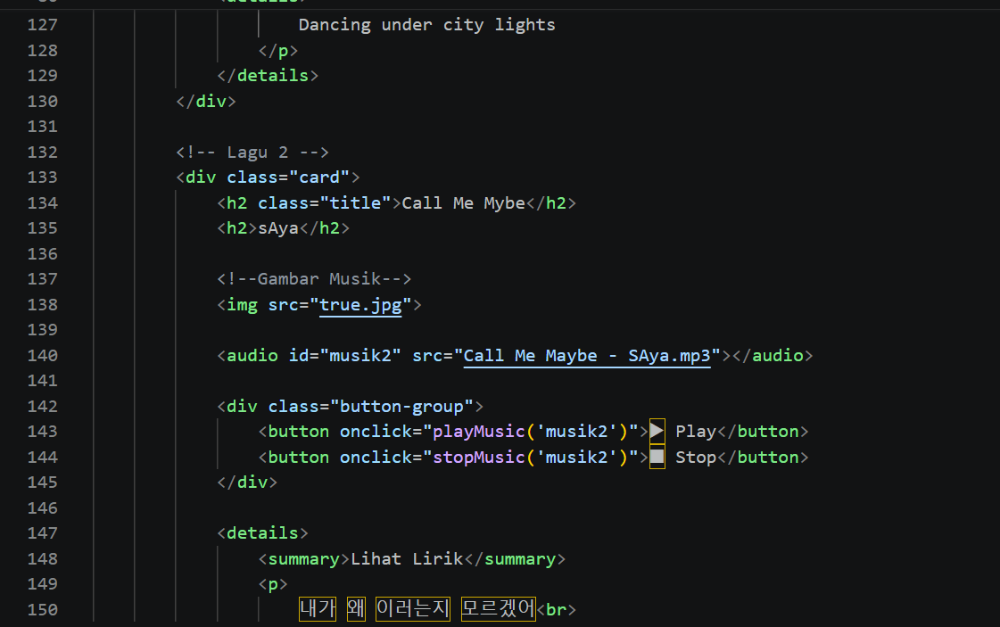 127 Dancing under city lights
128 </p>
129 </details>
130 </div>
131
132 <!-- Lagu 2 -->
133 <div class="card">
134 <h2 class="title">Call Me Mybe</h2>
135 <h2>sAya</h2>
136
137 <!--Gambar Musik-->
138 <img src="true.jpg">
139
140 <audio id="musik2" src="Call Me Maybe - SAya.mp3"></audio>
141
142 <div class="button-group">
143 <button onclick="playMusic('musik2')">▶ Play</button>
144 <button onclick="stopMusic('musik2')">■ Stop</button>
145 </div>
146
147 <details>
148 <summary>Lihat Lirik</summary>
149 <p>
150 내가 왜 이러는지 모르겠어<br>